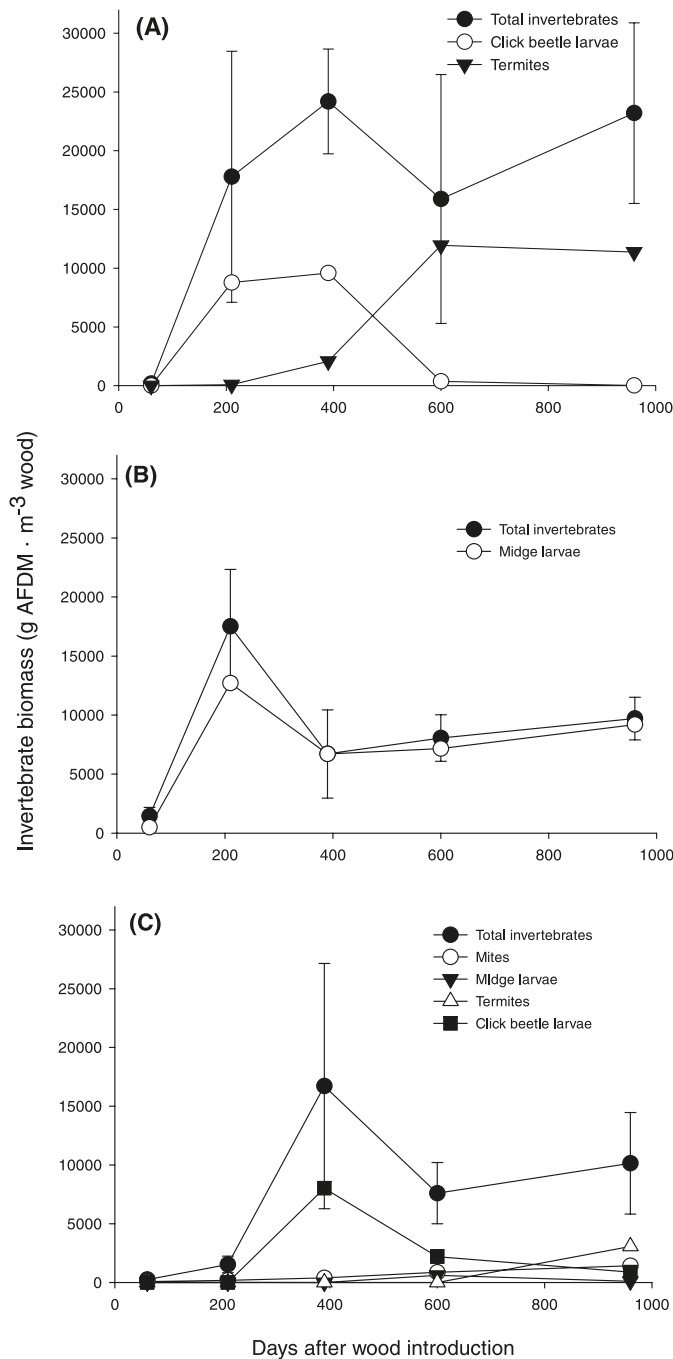 (A)
Total invertebrates
Click beetle larvae
Termites
30000
25000
20000
15000
10000
5000
0
0 200 400 600 800 1000
(B)
Total invertebrates
Midge larvae
30000
25000
20000
15000
10000
5000
0
0 200 400 600 800 1000
Invertebrate biomass (g AFDM · m-3 wood)
(C)
Total invertebrates
Mites
MIdge larvae
Termites
Click beetle larvae
30000
25000
20000
15000
10000
5000
0
0 200 400 600 800 1000
Days after wood introduction